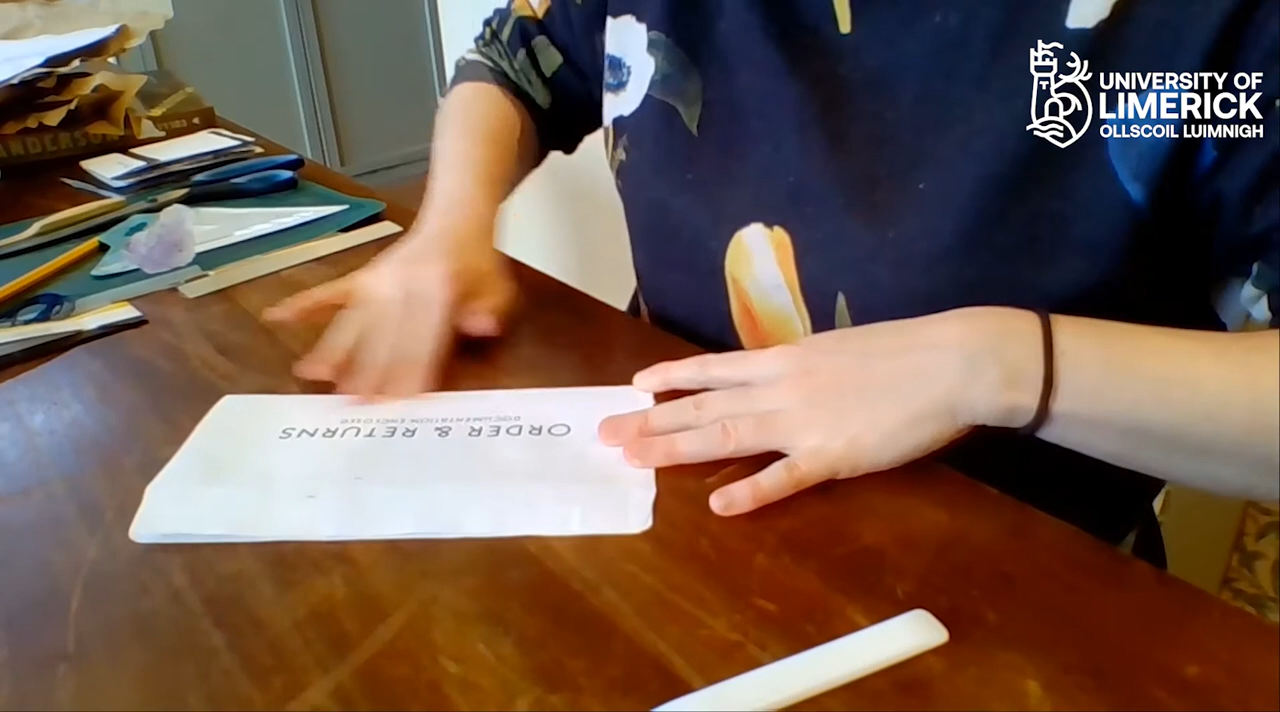 UNIVERSITY OF
LIMERICK
OLLSCOIL LUIMNIGH
ORDER & RETURNS
DOCUMENTATION ENCLOSED